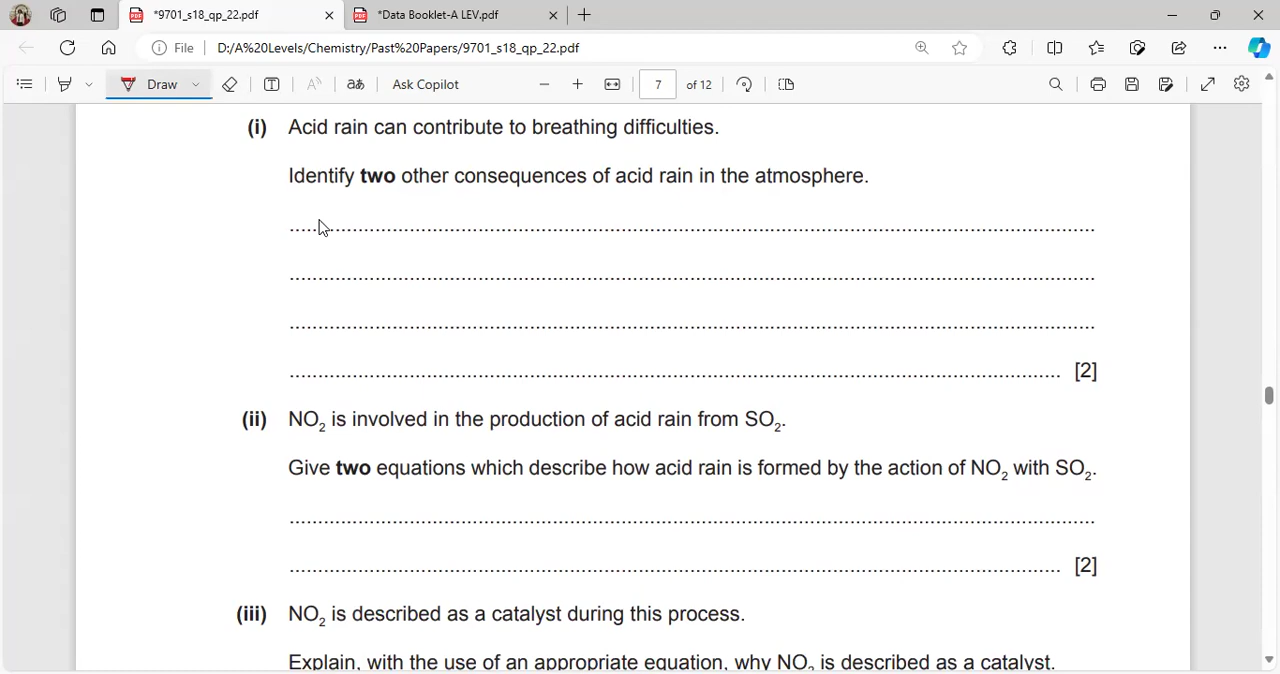 *9701_s18_qp_22.pdf
*Data Booklet-A LEV.pdf
File D:/A%20Levels/Chemistry/Past%20Papers/9701_s18_qp_22.pdf
Draw Ask Copilot 7 of 12
(i) Acid rain can contribute to breathing difficulties.
Identify two other consequences of acid rain in the atmosphere.
..........................................................................................
..........................................................................................
..........................................................................................
.......................................................................................... [2]
(ii) NO2 is involved in the production of acid rain from SO2.
Give two equations which describe how acid rain is formed by the action of NO2 with SO2.
..........................................................................................
.......................................................................................... [2]
(iii) NO2 is described as a catalyst during this process.
Explain, with the use of an appropriate equation, why NO2 is described as a catalyst.